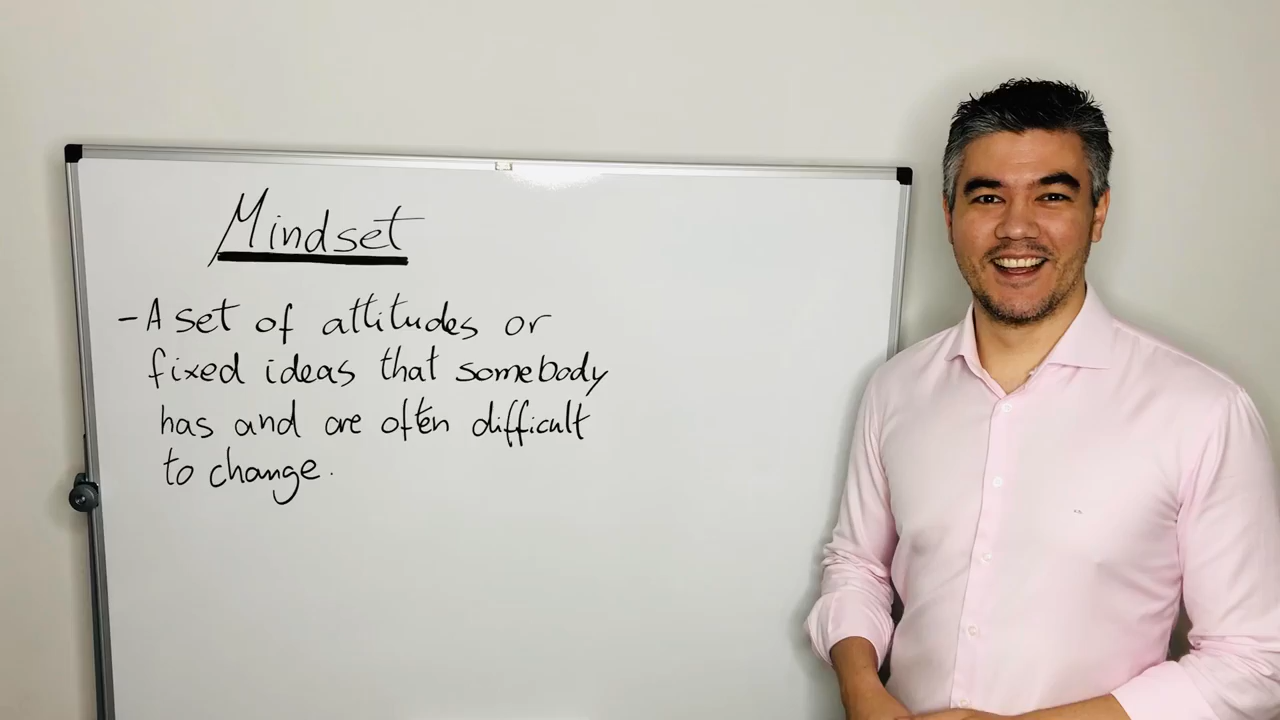 Mindset
- A set of attitudes or
fixed ideas that somebody
has and are often difficult
to change.